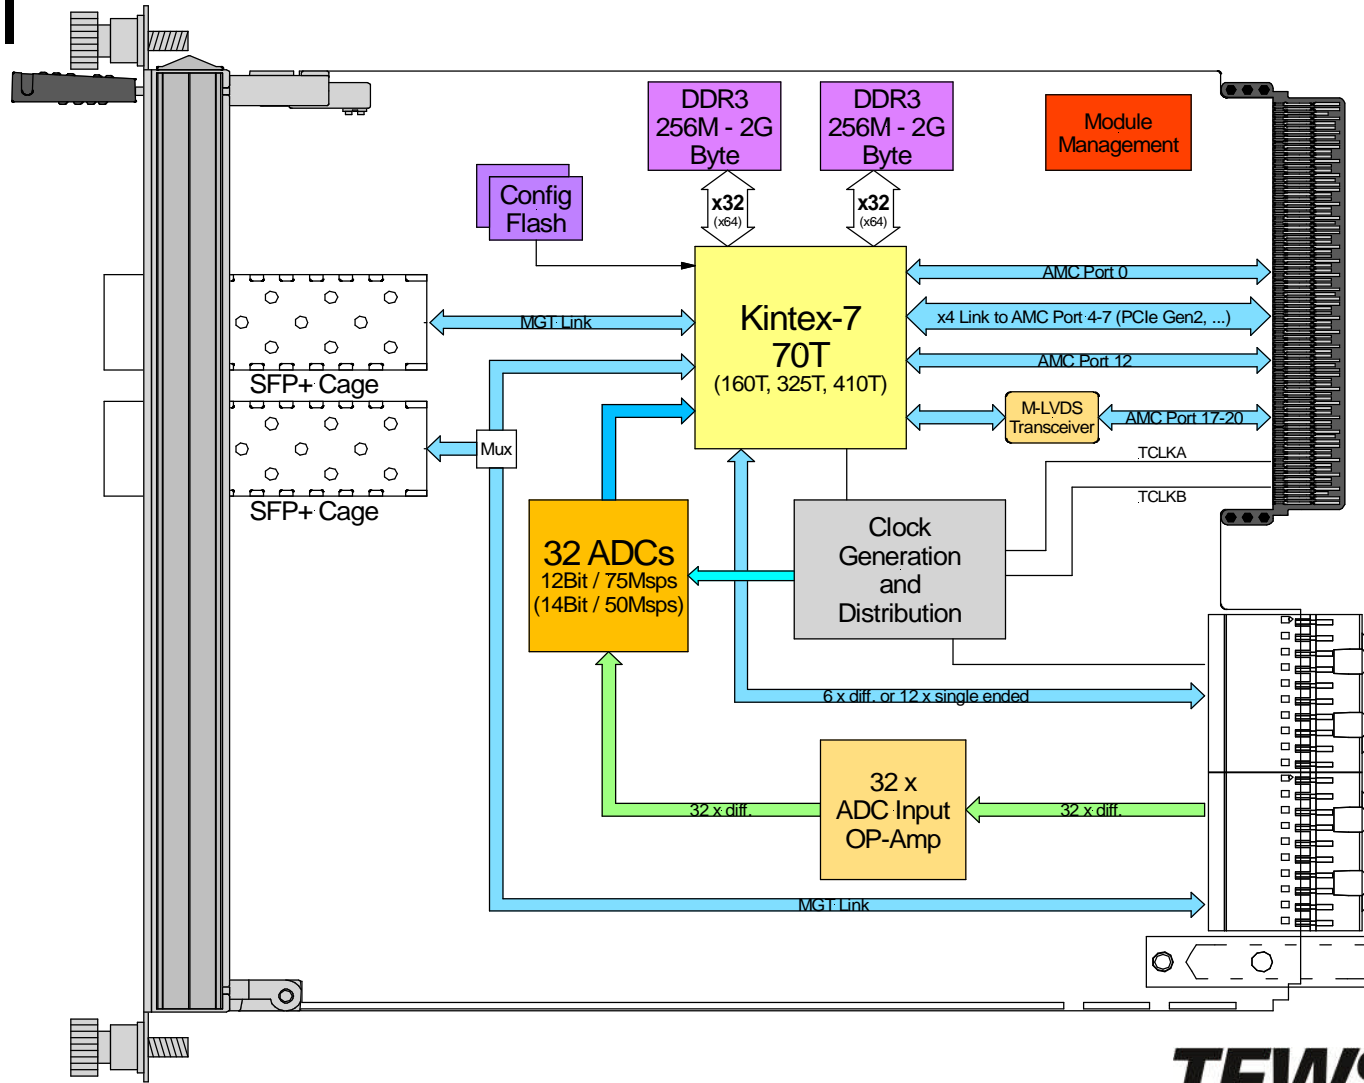 DDR3
256M - 2G
Byte
DDR3
256M - 2G
Byte
Module
Management
Config
Flash
x32
(x64)
x32
(x64)
AMC Port 0
Kintex-7
70T
(160T, 325T, 410T)
MGT Link
x4 Link to AMC Port 4-7 (PCIe Gen2, ...)
AMC Port 12
SFP+ Cage
M-LVDS
Transceiver
AMC Port 17-20
Mux
TCLKA
TCLKB
SFP+ Cage
32 ADCs
12Bit / 75Msps
(14Bit / 50Msps)
Clock
Generation
and
Distribution
6 x diff. or 12 x single ended
32 x
ADC Input
OP-Amp
32 x diff.
32 x diff.
MGT Link